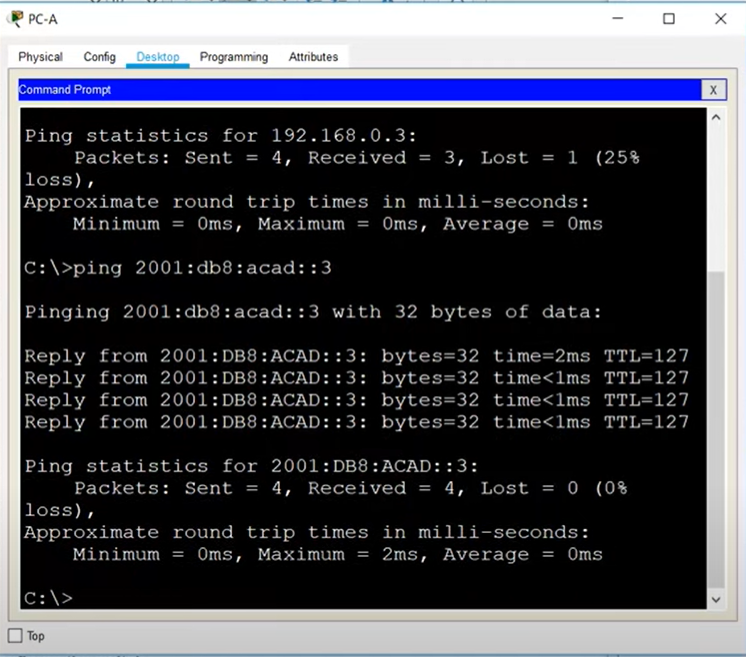 PC-A
Physical Config Desktop Programming Attributes
Command Prompt
X
Ping statistics for 192.168.0.3:
Packets: Sent = 4, Received = 3, Lost = 1 (25%
loss),
Approximate round trip times in milli-seconds:
Minimum = 0ms, Maximum = 0ms, Average = 0ms
C:\>ping 2001:db8:acad::3
Pinging 2001:db8:acad::3 with 32 bytes of data:
Reply from 2001:DB8:ACAD::3: bytes=32 time=2ms TTL=127
Reply from 2001:DB8:ACAD::3: bytes=32 time<1ms TTL=127
Reply from 2001:DB8:ACAD::3: bytes=32 time<1ms TTL=127
Reply from 2001:DB8:ACAD::3: bytes=32 time<1ms TTL=127
Ping statistics for 2001:DB8:ACAD::3:
Packets: Sent = 4, Received = 4, Lost = 0 (0%
loss),
Approximate round trip times in milli-seconds:
Minimum = 0ms, Maximum = 2ms, Average = 0ms
C:\>
Top